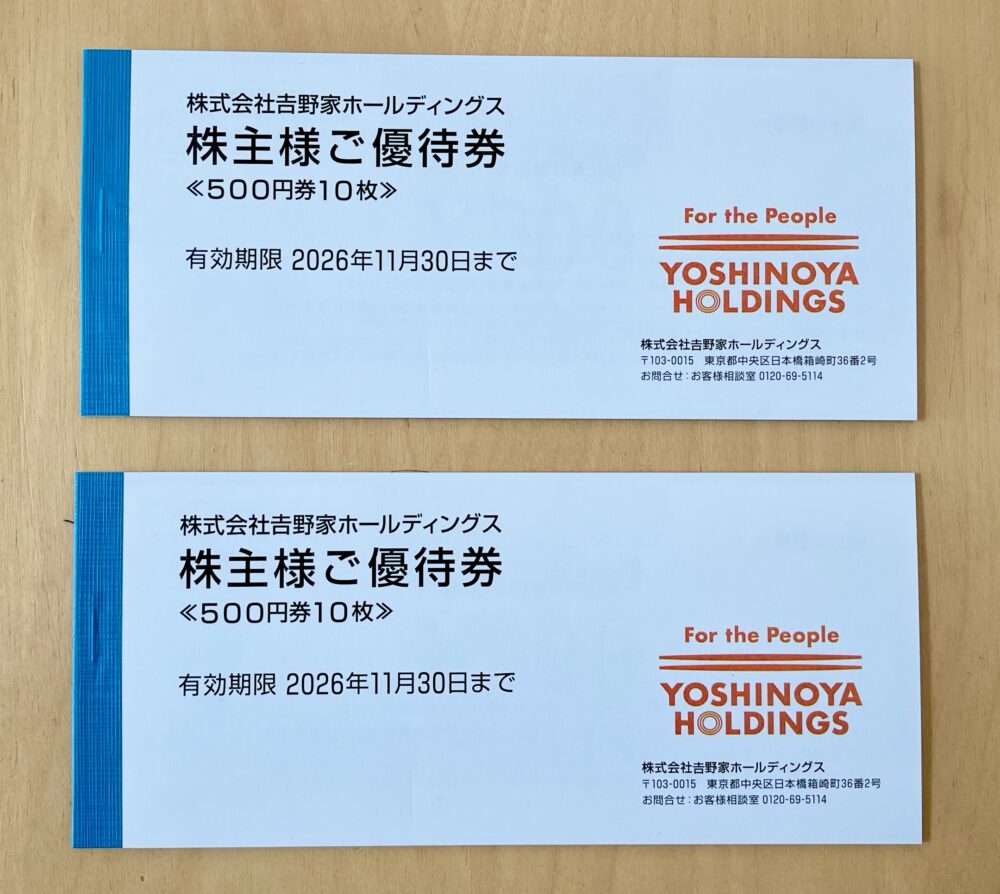 株式会社𠮷野家ホールディングス
株主様ご優待券
≪500円券10枚≫
有効期限 2026年11月30日まで
For the People
YOSHINOYA
HOLDINGS
株式会社𠮷野家ホールディングス
〒103-0015 東京都中央区日本橋箱崎町36番2号
お問合せ:お客様相談室 0120-69-5114
株式会社𠮷野家ホールディングス
株主様ご優待券
≪500円券10枚≫
有効期限 2026年11月30日まで
For the People
YOSHINOYA
HOLDINGS
株式会社𠮷野家ホールディングス
〒103-0015 東京都中央区日本橋箱崎町36番2号
お問合せ:お客様相談室 0120-69-5114